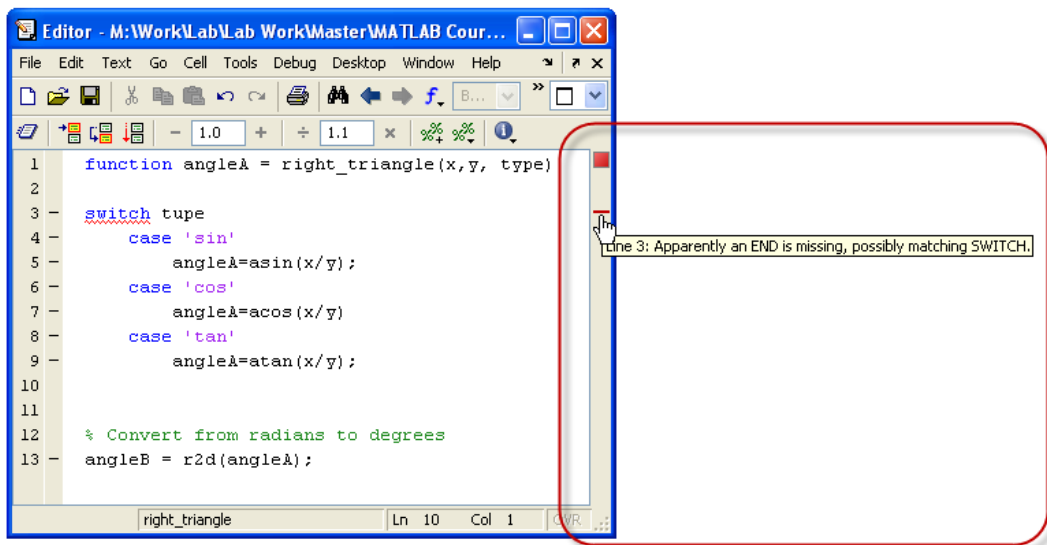 Editor - M:\Work\Lab\Lab Work\Master\MATLAB Cour...
File Edit Text Go Cell Tools Debug Desktop Window Help
B...
- 1.0 + ÷ 1.1 ×
1 function angleA = right_triangle(x,y, type)
2
3 - switch tupe
4 - case 'sin'
5 - angleA=asin(x/y);
6 - case 'cos'
7 - angleA=acos(x/y)
8 - case 'tan'
9 - angleA=atan(x/y);
10
11
12 % Convert from radians to degrees
13 - angleB = r2d(angleA);
Line 3: Apparently an END is missing, possibly matching SWITCH.
right_triangle Ln 10 Col 1 OVR